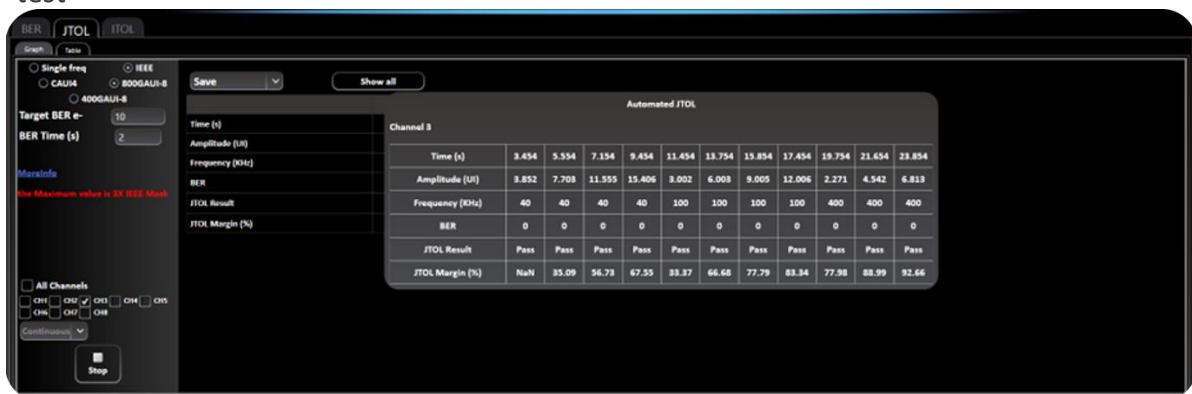 BER JTOL ITOL
Graph Table
Single freq IEEE
CAUI4 800GAUI-8
400GAUI-8
Target BER e- 10
BER Time (s) 2
MoreInfo
the Maximum value is 3X IEEE Mask
All Channels
CH1 CH2 CH3 CH4 CH5
CH6 CH7 CH8
Continuous
Stop
Save Show all
Time (s)
Amplitude (UI)
Frequency (KHz)
BER
JTOL Result
JTOL Margin (%)
Automated JTOL
Channel 3
Time (s) 3.454 5.554 7.154 9.454 11.454 13.754 15.854 17.454 19.754 21.654 23.854
Amplitude (UI) 3.852 7.703 11.555 15.406 3.002 6.003 9.005 12.006 2.271 4.542 6.813
Frequency (KHz) 40 40 40 40 100 100 100 100 400 400 400
BER 0 0 0 0 0 0 0 0 0 0 0
JTOL Result Pass Pass Pass Pass Pass Pass Pass Pass Pass Pass Pass
JTOL Margin (%) NaN 35.09 56.73 67.55 33.37 66.68 77.79 83.34 77.98 88.99 92.66